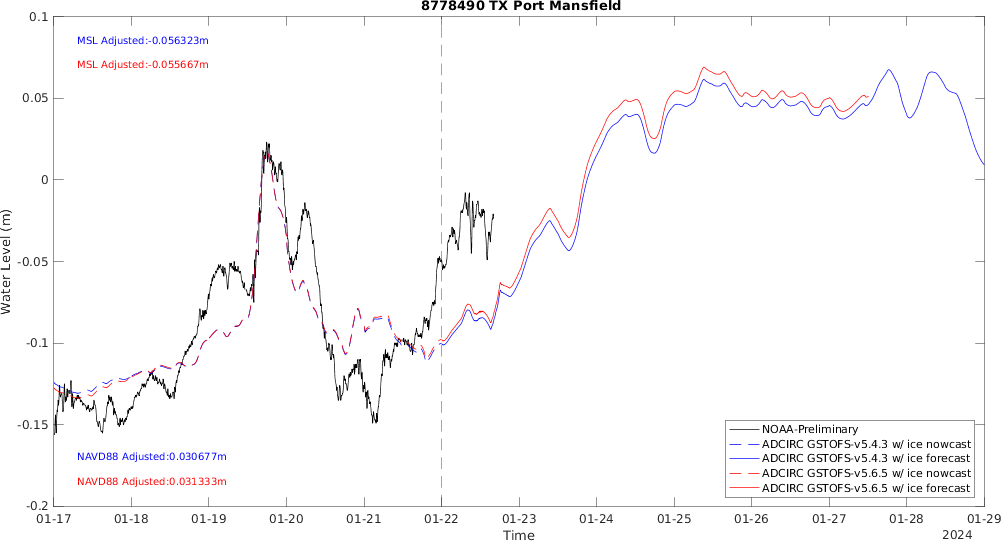 8778490 TX Port Mansfield
0.1
0.05
0
-0.05
-0.1
-0.15
-0.2
Water Level (m)
MSL Adjusted:-0.056323m
MSL Adjusted:-0.055667m
NAVD88 Adjusted:0.030677m
NAVD88 Adjusted:0.031333m
NOAA-Preliminary
ADCIRC GSTOFS-v5.4.3 w/ ice nowcast
ADCIRC GSTOFS-v5.4.3 w/ ice forecast
ADCIRC GSTOFS-v5.6.5 w/ ice nowcast
ADCIRC GSTOFS-v5.6.5 w/ ice forecast
01-17 01-18 01-19 01-20 01-21 01-22 01-23 01-24 01-25 01-26 01-27 01-28 01-29
Time
2024